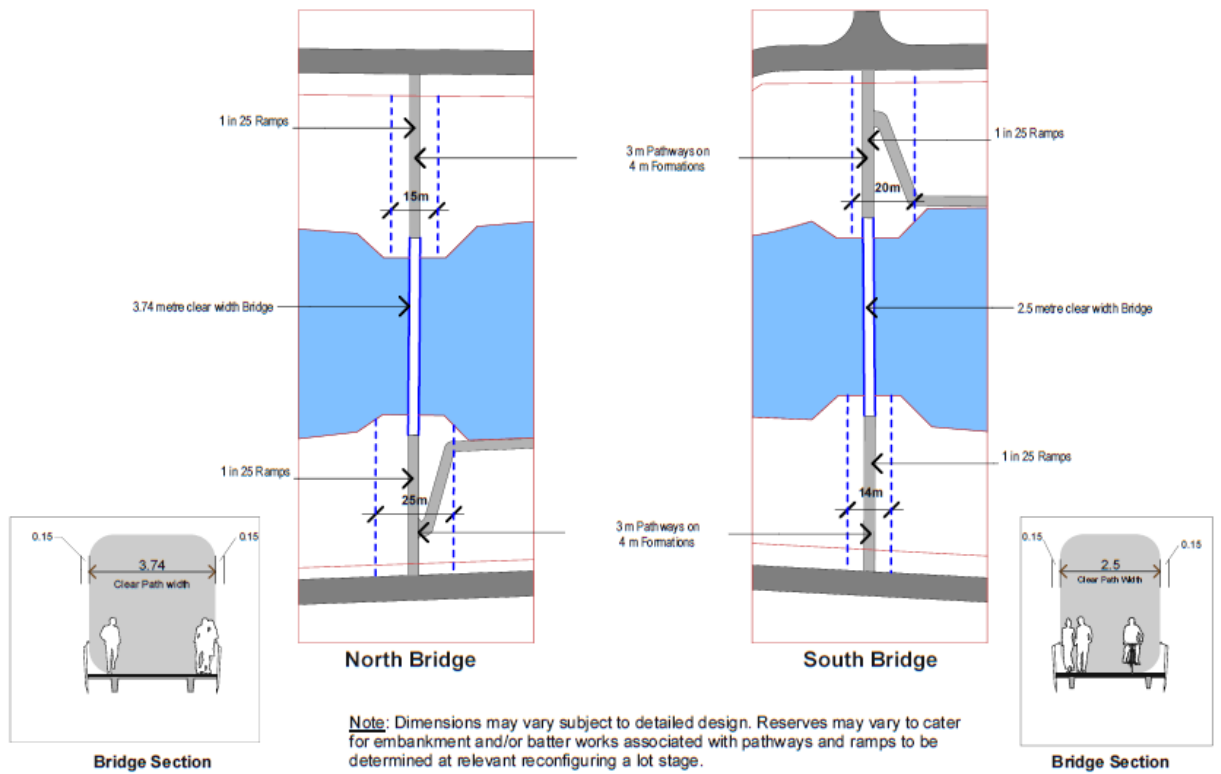 1 in 25 Ramps
15m
3.74 metre clear width Bridge
1 in 25 Ramps
25m
North Bridge
3 m Pathways on
4 m Formations
3 m Pathways on
4 m Formations
1 in 25 Ramps
20m
2.5 metre clear width Bridge
1 in 25 Ramps
14m
South Bridge
0.15
0.15
3.74
Clear Path width
Bridge Section
0.15
0.15
2.5
Clear Path Width
Bridge Section
Note: Dimensions may vary subject to detailed design. Reserves may vary to cater
for embankment and/or batter works associated with pathways and ramps to be
determined at relevant reconfiguring a lot stage.